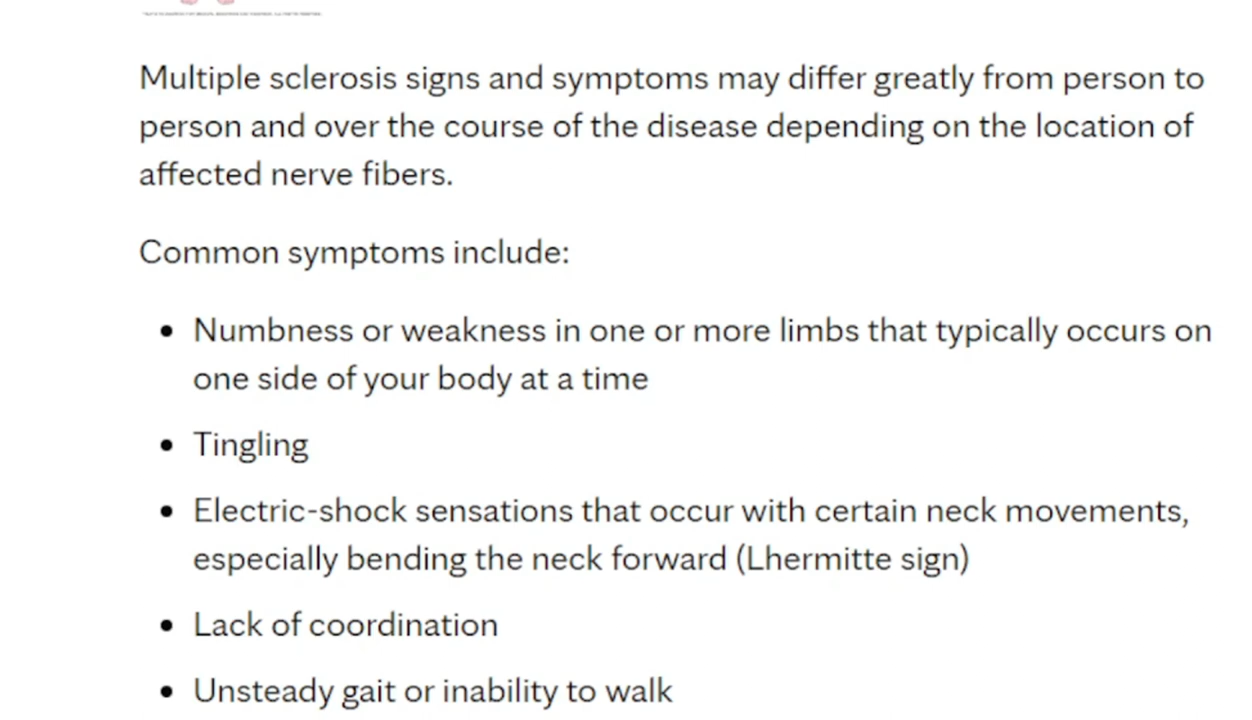 Multiple sclerosis signs and symptoms may differ greatly from person to
person and over the course of the disease depending on the location of
affected nerve fibers.
Common symptoms include:
• Numbness or weakness in one or more limbs that typically occurs on
one side of your body at a time
• Tingling
• Electric-shock sensations that occur with certain neck movements,
especially bending the neck forward (Lhermitte sign)
• Lack of coordination
• Unsteady gait or inability to walk